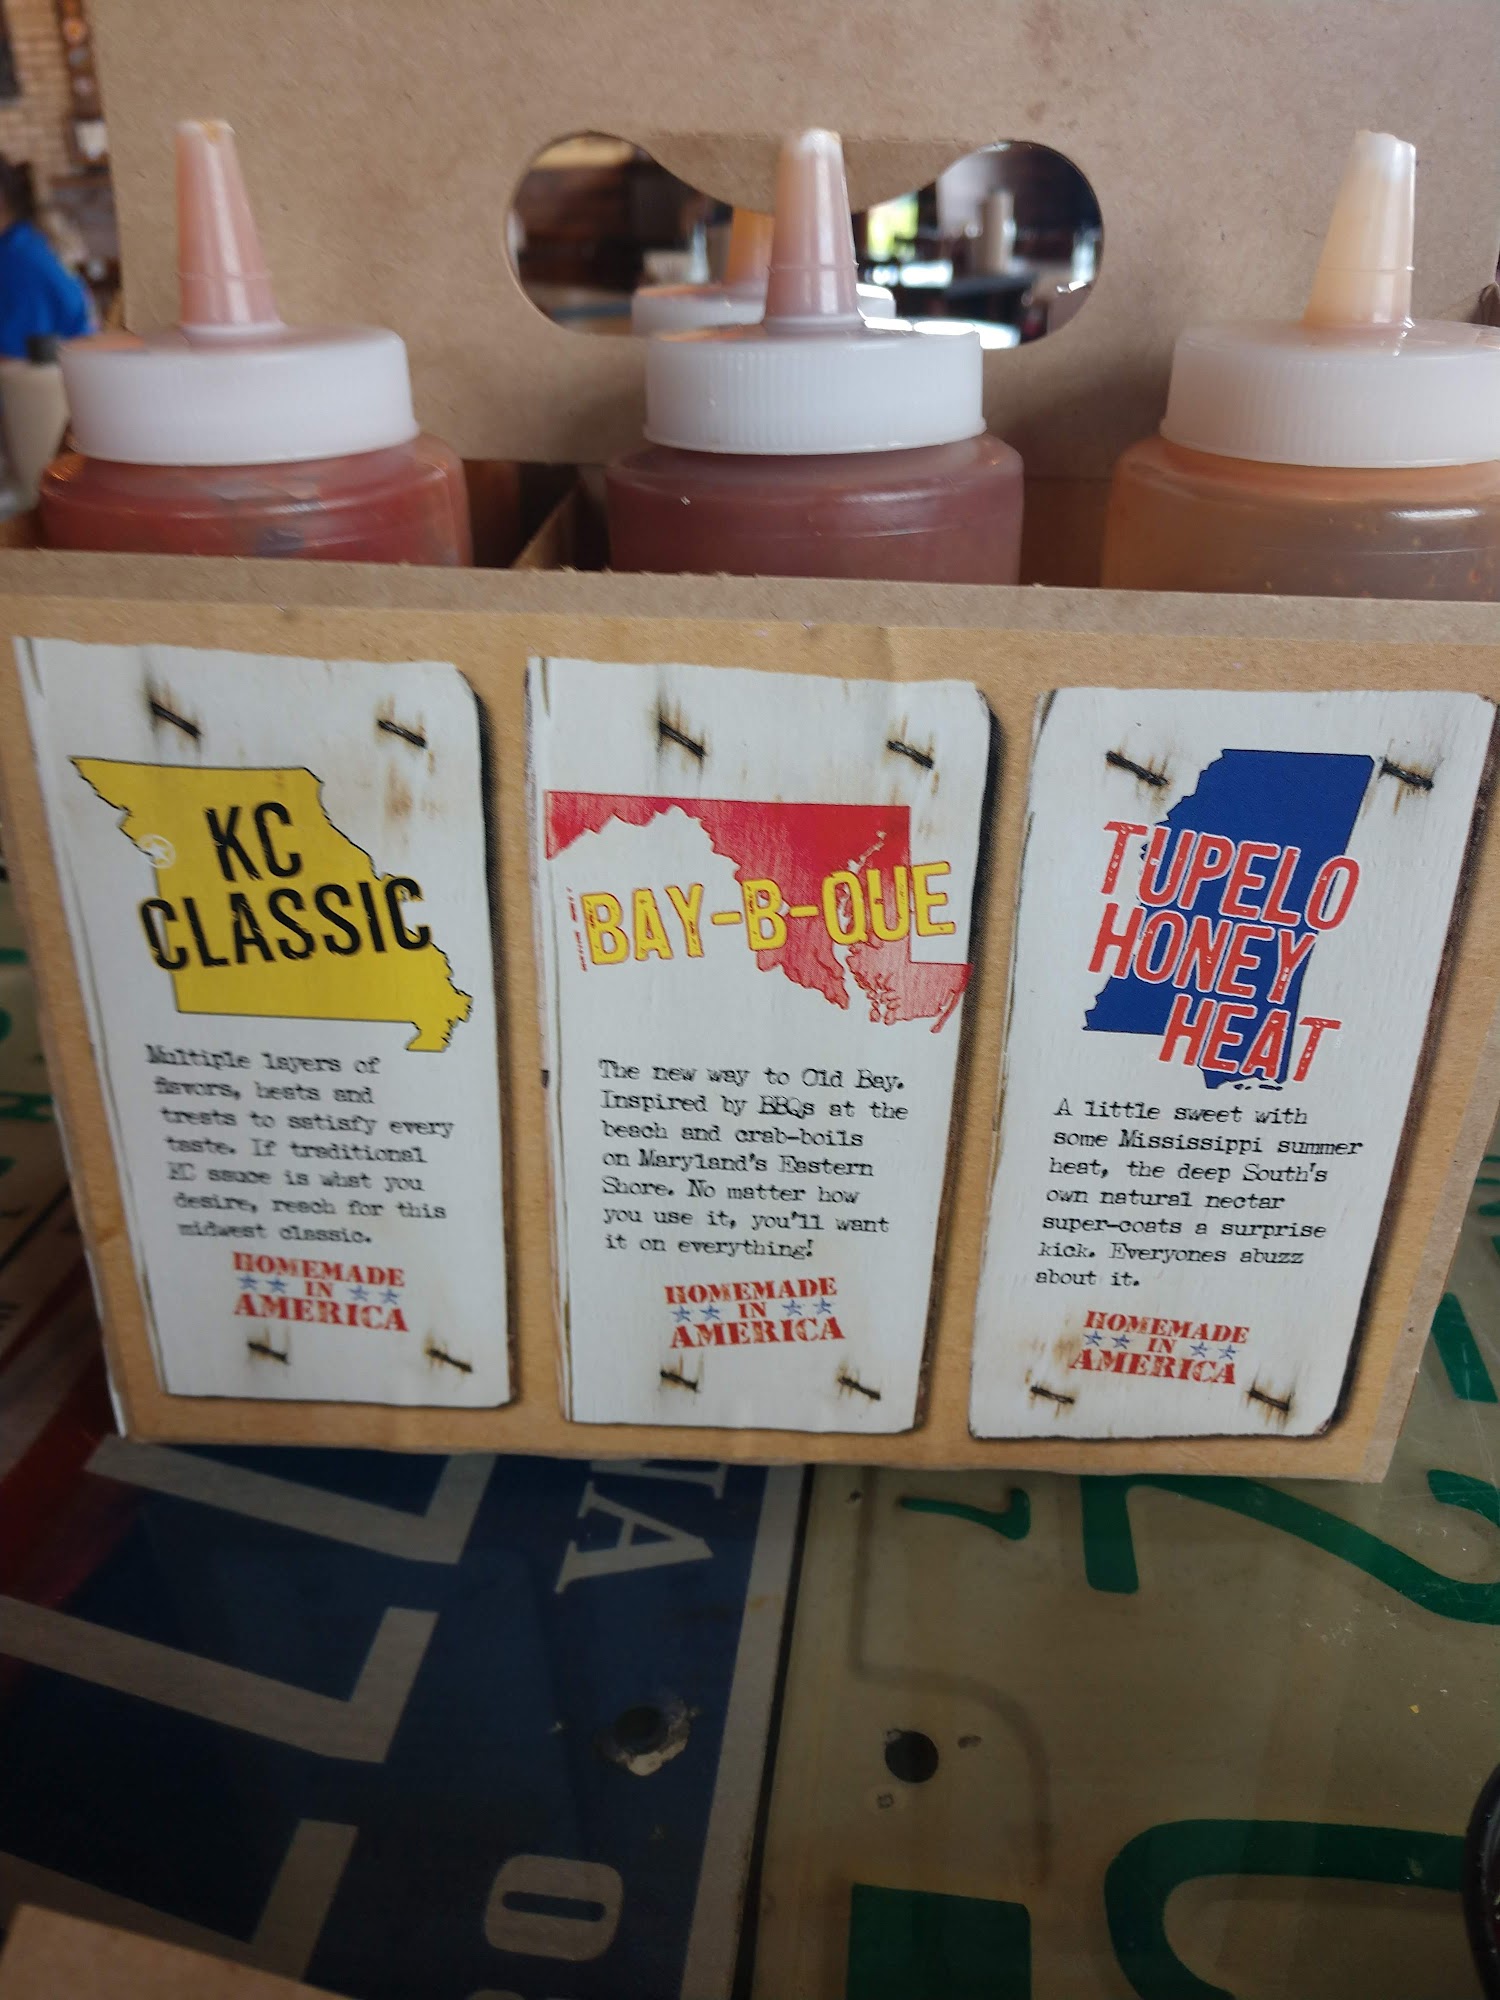 KC
CLASSIC
Multiple layers of
flavors, heats and
treats to satisfy every
taste. If traditional
KC sauce is what you
desire, reach for this
midwest classic.
HOMEMADE
IN
AMERICA
BAY-B-QUE
The new way to Old Bay.
Inspired by BBQs at the
beach and crab-boils
on Maryland's Eastern
Shore. No matter how
you use it, you'll want
it on everything!
HOMEMADE
IN
AMERICA
TUPELO
HONEY
HEAT
A little sweet with
some Mississippi summer
heat, the deep South's
own natural nectar
super-coats a surprise
kick. Everyones abuzz
about it.
HOMEMADE
IN
AMERICA